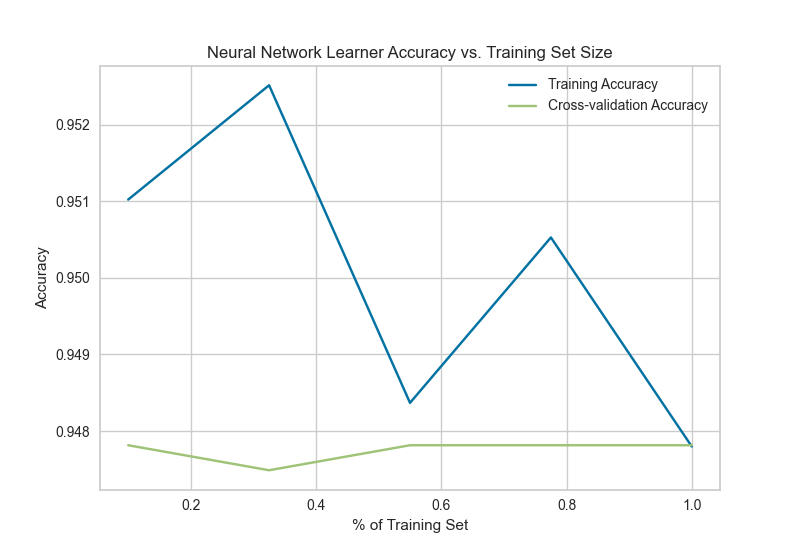 Neural Network Learner Accuracy vs. Training Set Size
Training Accuracy
Cross-validation Accuracy
0.952
0.951
0.950
0.949
0.948
Accuracy
0.2
0.4
0.6
0.8
1.0
% of Training Set